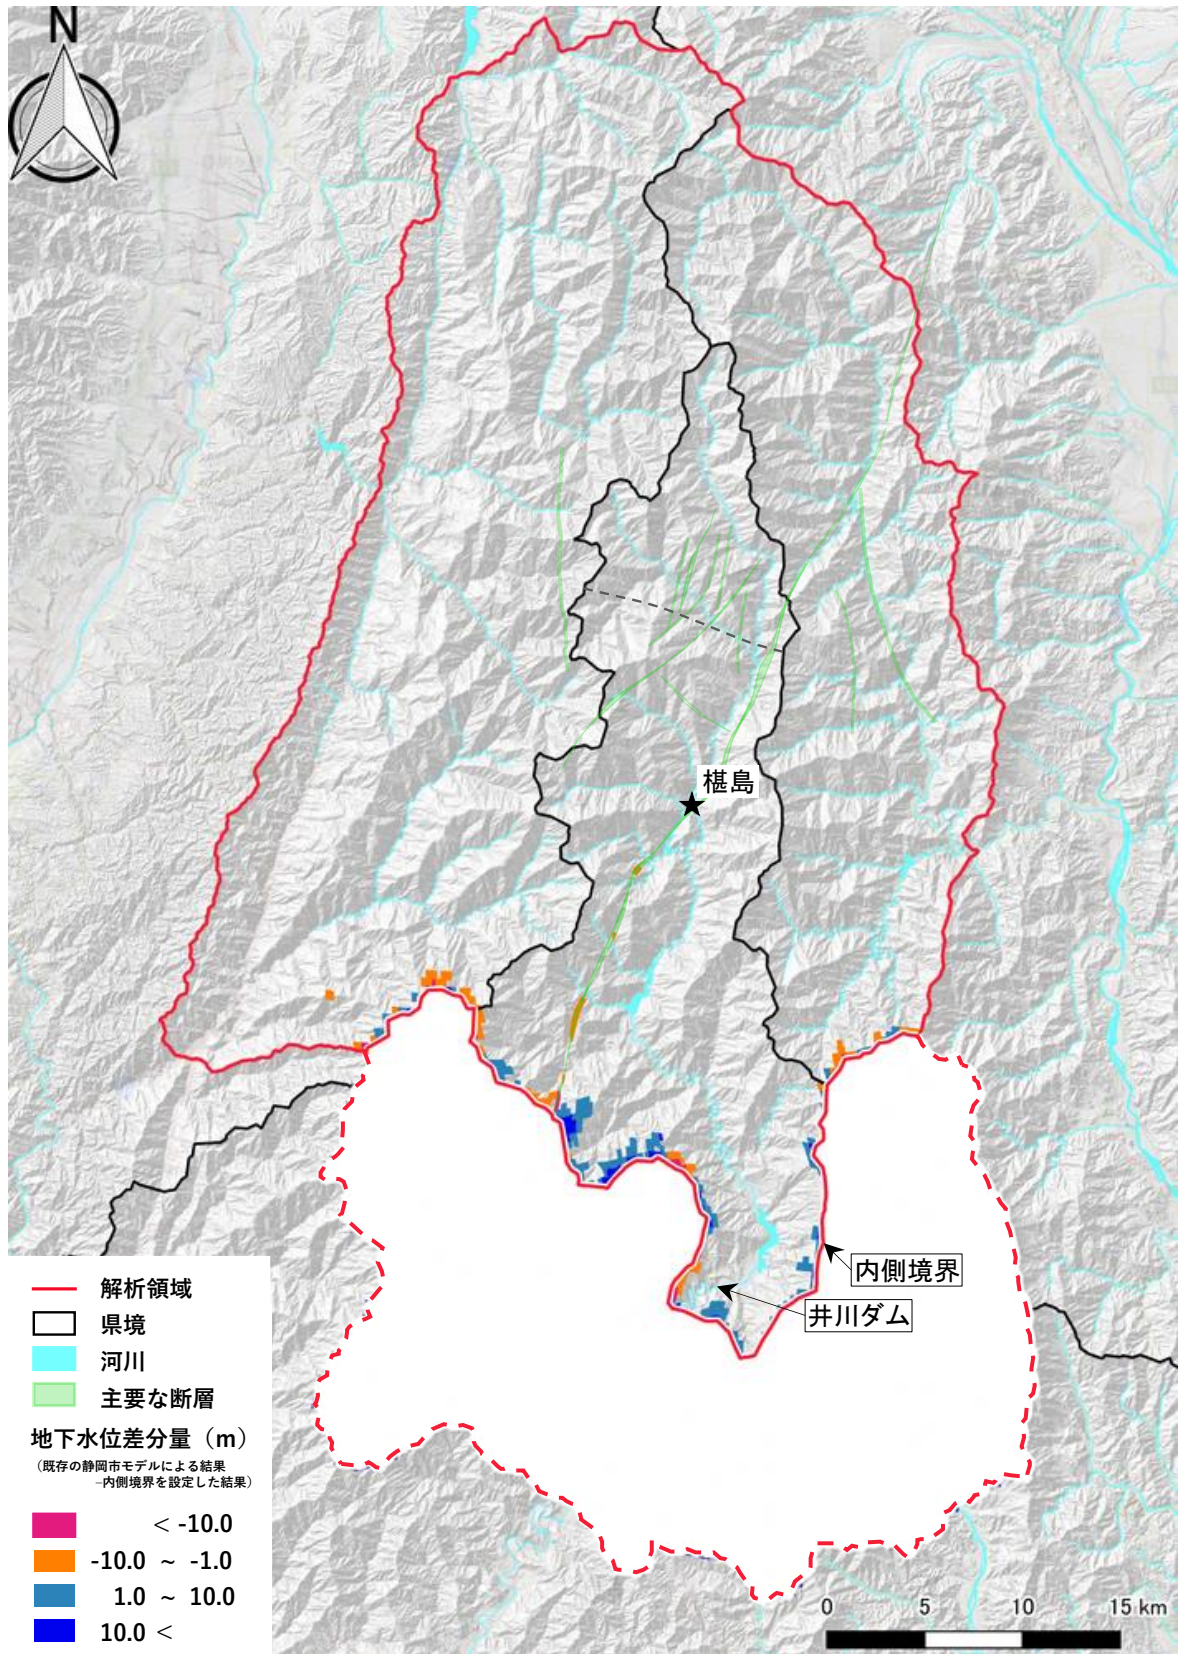 N
椹島
内側境界
井川ダム
解析領域
県境
河川
主要な断層
地下水位差分量（m）
（既存の静岡市モデルによる結果
－内側境界を設定した結果）
＜ -10.0
-10.0 ～ -1.0
1.0 ～ 10.0
10.0 ＜
0 5 10 15 km